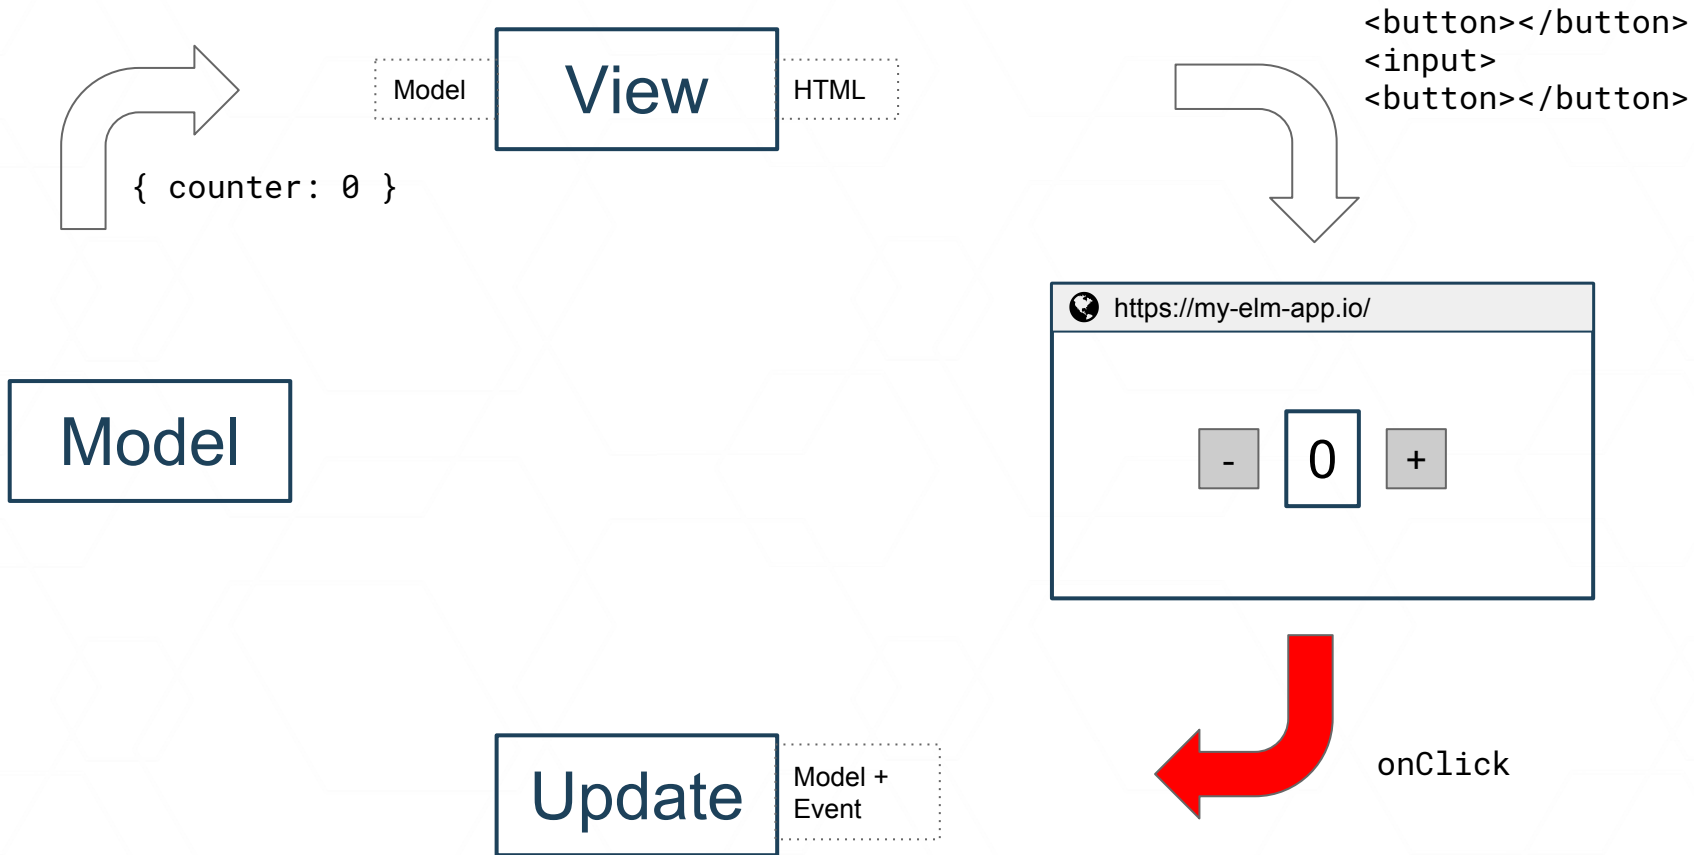 <button></button>
<input>
<button></button>
Model
View
HTML
{ counter: 0 }
https://my-elm-app.io/
Model
-
0
+
Update
Model +
Event
onClick